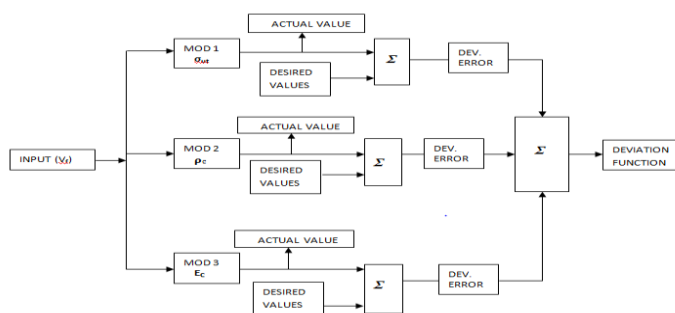 ACTUAL VALUE
MOD 1
σut
Σ
DEV.
ERROR
DESIRED
VALUES
INPUT (Vf)
MOD 2
ρc
ACTUAL VALUE
DESIRED
VALUES
Σ
DEV.
ERROR
Σ
DEVIATION
FUNCTION
ACTUAL VALUE
MOD 3
EC
DESIRED
VALUES
Σ
DEV.
ERROR